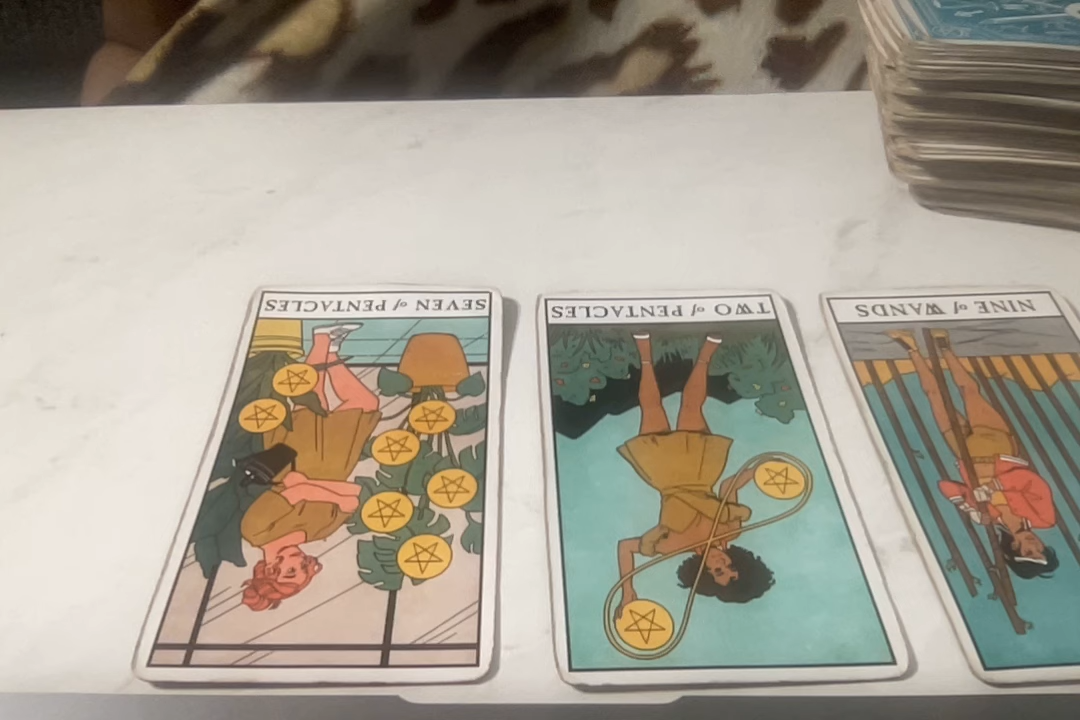 SEVEN of PENTACLES
TWO of PENTACLES
NINE of WANDS